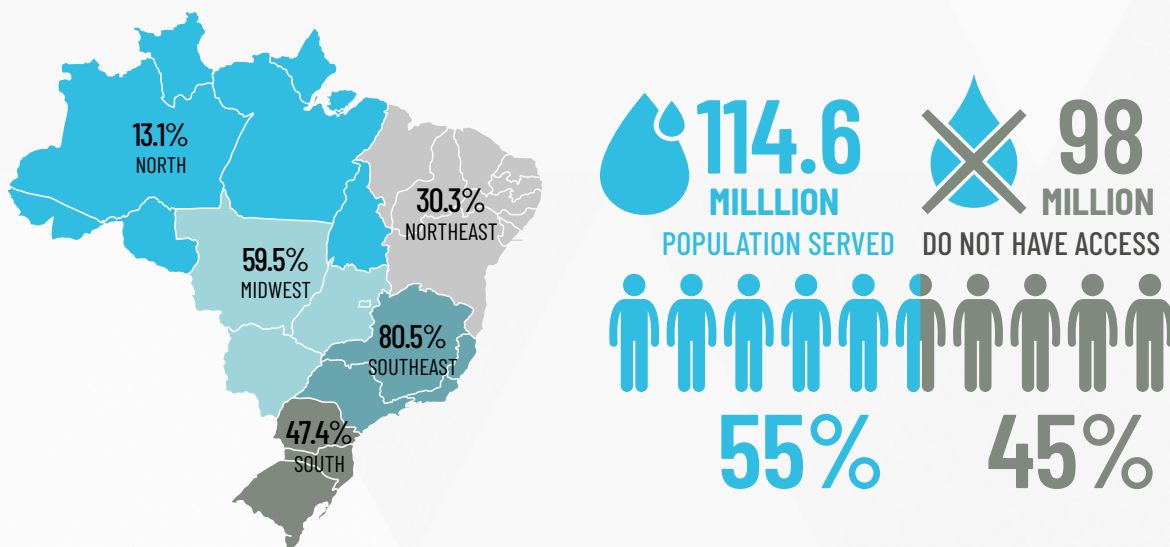 13.1%
NORTH
30.3%
NORTHEAST
59.5%
MIDWEST
80.5%
SOUTHEAST
47.4%
SOUTH
114.6
MILLLION
POPULATION SERVED
55%
98
MILLION
DO NOT HAVE ACCESS
45%